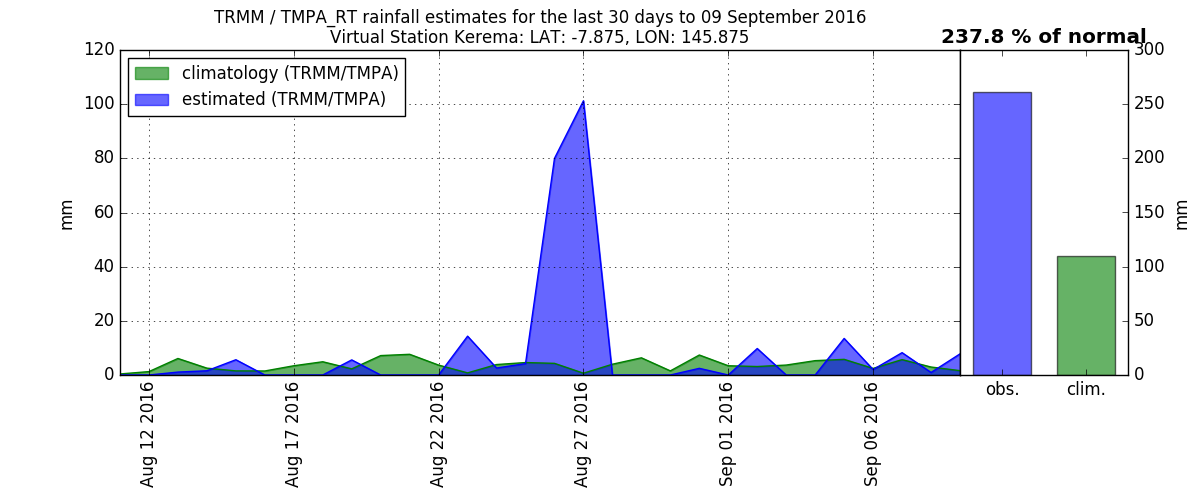 TRMM / TMPA_RT rainfall estimates for the last 30 days to 09 September 2016
Virtual Station Kerema: LAT: -7.875, LON: 145.875
237.8 % of normal
climatology (TRMM/TMPA)
estimated (TRMM/TMPA)
120
100
80
60
40
20
0
mm
300
250
200
150
100
50
0
mm
Aug 12 2016
Aug 17 2016
Aug 22 2016
Aug 27 2016
Sep 01 2016
Sep 06 2016
obs.
clim.